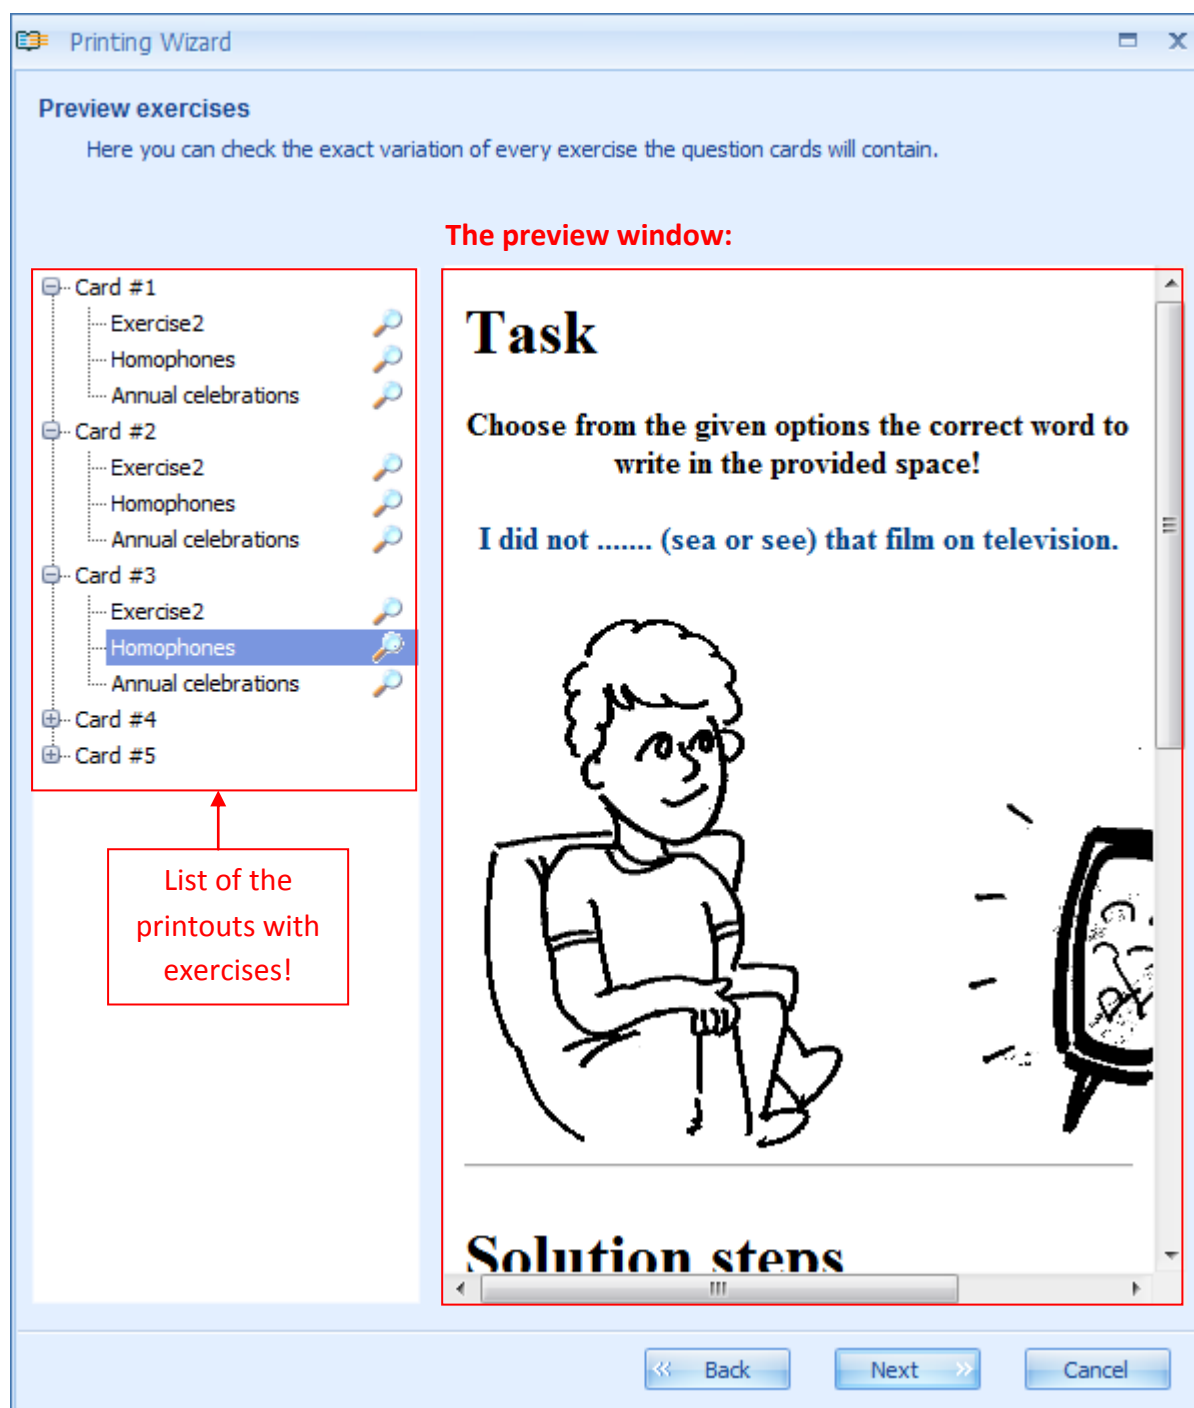 Printing Wizard
Preview exercises
Here you can check the exact variation of every exercise the question cards will contain.
The preview window:
Card #1
Exercise2
Homophones
Annual celebrations
Card #2
Exercise2
Homophones
Annual celebrations
Card #3
Exercise2
Homophones
Annual celebrations
Card #4
Card #5
List of the
printouts with
exercises!
Task
Choose from the given options the correct word to
write in the provided space!
I did not ....... (sea or see) that film on television.
Solution steps
Back
Next
Cancel